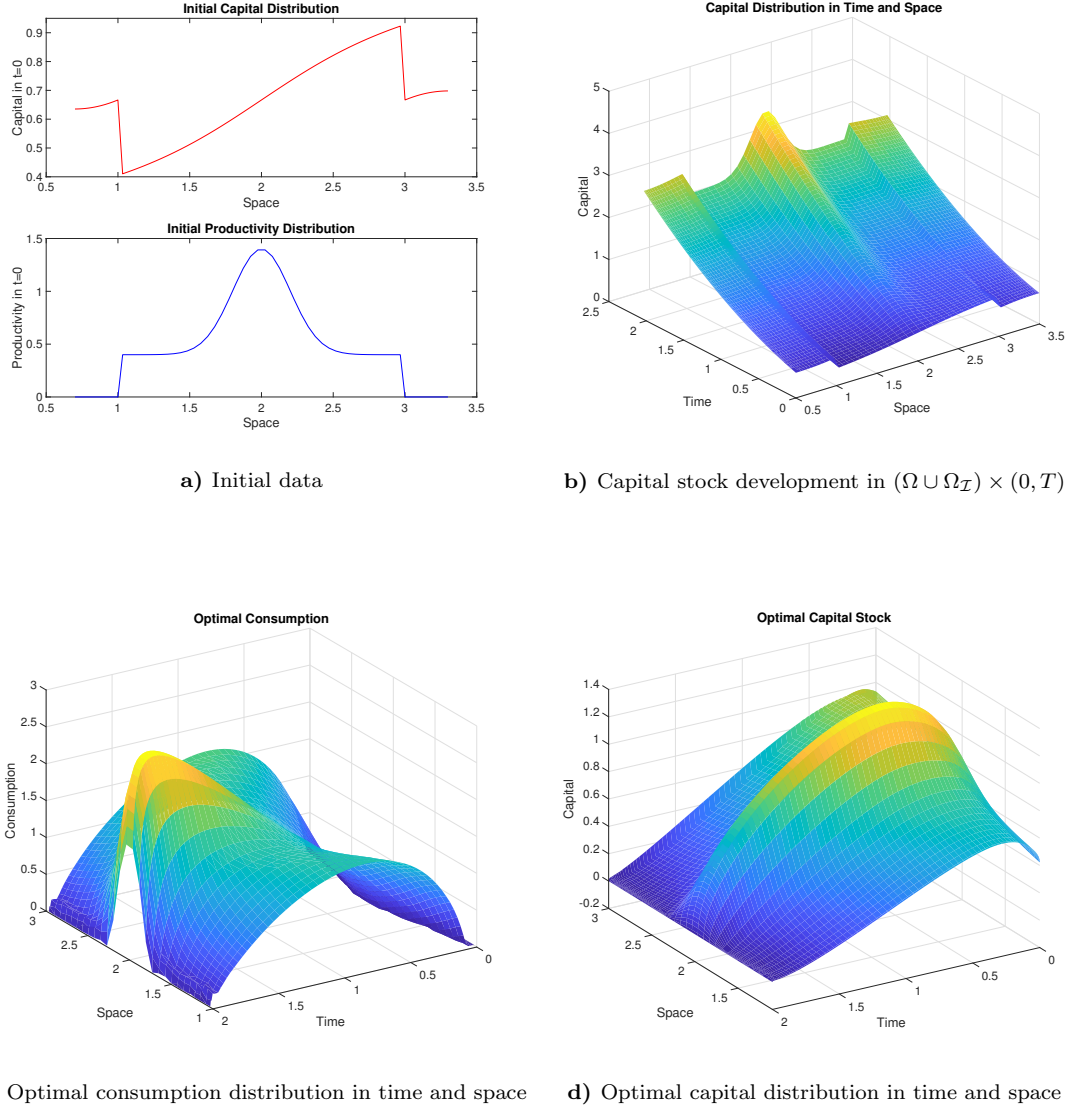 Initial Capital Distribution
Capital in t=0
0.9
0.8
0.7
0.6
0.5
0.4
0.5 1 1.5 2 2.5 3 3.5
Space
Initial Productivity Distribution
Productivity in t=0
1.5
1
0.5
0
0.5 1 1.5 2 2.5 3 3.5
Space
a) Initial data
Capital Distribution in Time and Space
Capital
5
4
3
2
1
0
2.5 2 1.5 1 0.5 0
Time
0.5 1 1.5 2 2.5 3 3.5
Space
b) Capital stock development in (Ω ∪ Ω_ℐ) × (0, T)
Optimal Consumption
Consumption
3
2.5
2
1.5
1
0.5
0
3 2.5 2 1.5 1
Space
2 1.5 1 0.5 0
Time
Optimal consumption distribution in time and space
Optimal Capital Stock
Capital
1.4
1.2
1
0.8
0.6
0.4
0.2
0
-0.2
3 2.5 2 1.5 1
Space
2 1.5 1 0.5 0
Time
d) Optimal capital distribution in time and space